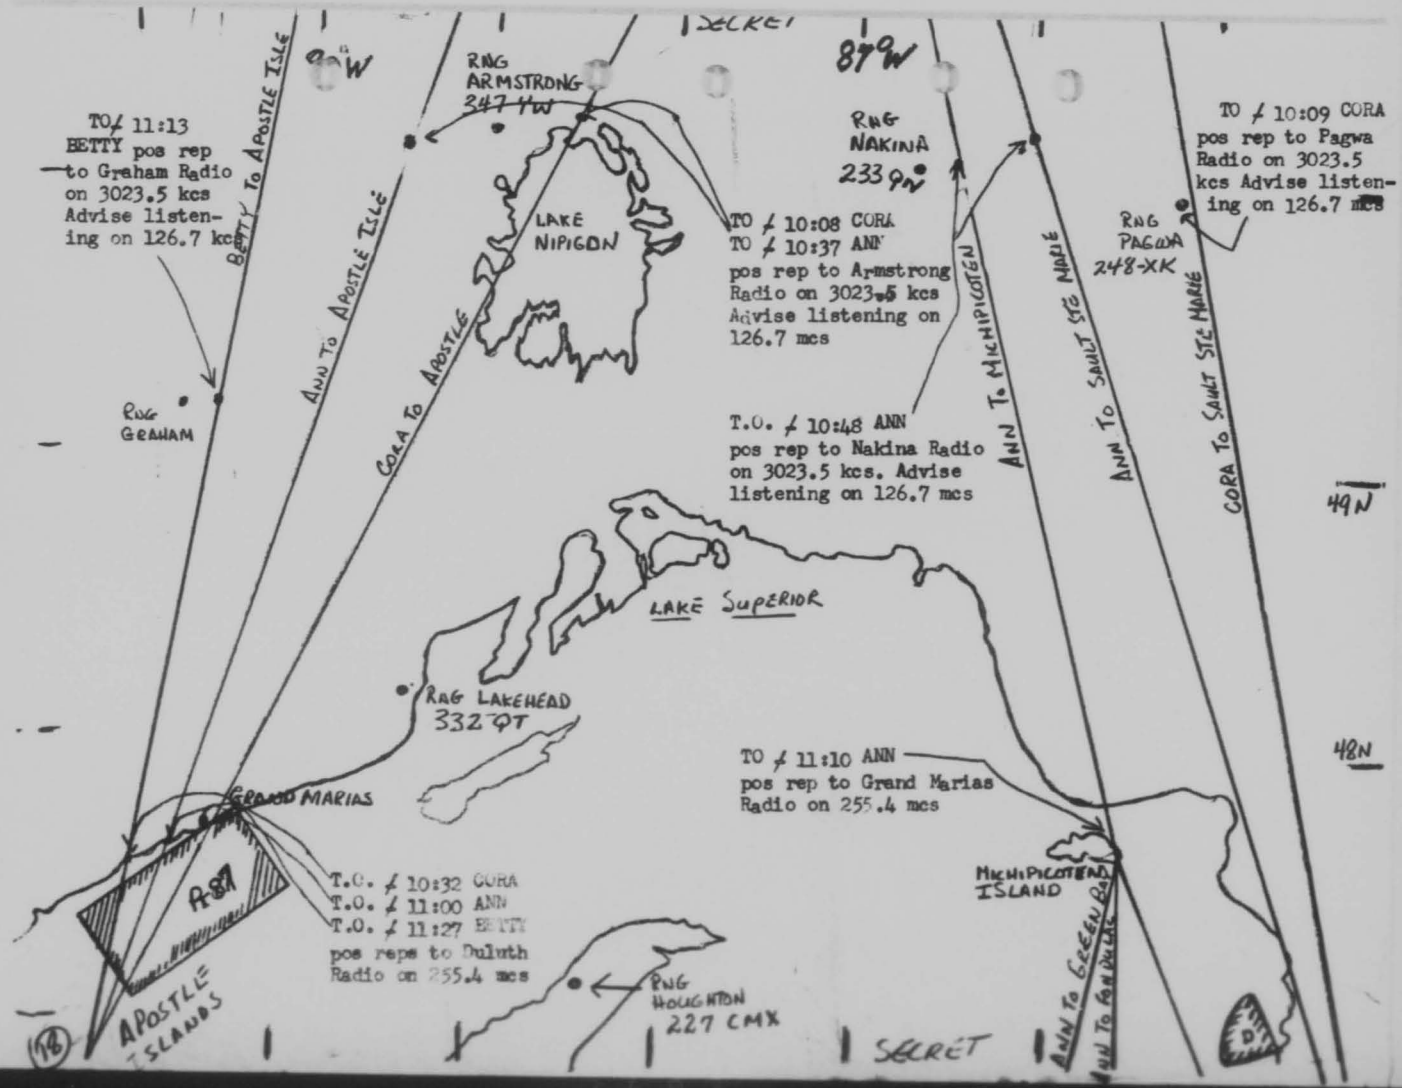 SECRET
90°W
87°W
RNG
ARMSTRONG
347 YW
TO / 11:13
BETTY pos rep
to Graham Radio
on 3023.5 kcs
Advise listen-
ing on 126.7 kcs
BETTY TO APOSTLE ISLE
ANN TO APOSTLE ISLE
CORA TO APOSTLE
LAKE
NIPIGON
RNG
NAKINA
233 QN
TO / 10:09 CORA
pos rep to Pagwa
Radio on 3023.5
kcs Advise listen-
ing on 126.7 mcs
RNG
PAGWA
248-XK
TO / 10:08 CORA
TO / 10:37 ANN
pos rep to Armstrong
Radio on 3023.5 kcs
Advise listening on
126.7 mcs
ANN TO MICHIPICOTEN
ANN TO SAULT STE MARIE
CORA TO SAULT STE MARIE
RNG
GRAHAM
T.O. / 10:48 ANN
pos rep to Nakina Radio
on 3023.5 kcs. Advise
listening on 126.7 mcs
49N
LAKE SUPERIOR
RNG LAKEHEAD
332 QT
48N
TO / 11:10 ANN
pos rep to Grand Marias
Radio on 255.4 mcs
GRAND MARIAS
MICHIPICOTEN
ISLAND
T.O. / 10:32 CORA
T.O. / 11:00 ANN
T.O. / 11:27 BETTY
pos reps to Duluth
Radio on 255.4 mcs
ANN TO GREEN BAY
ANN TO FON DU LAC
APOSTLE
ISLANDS
RNG
HOUGHTON
227 CMX
D
18
SECRET